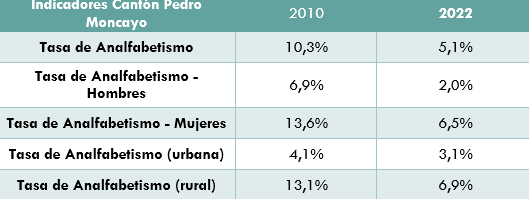 Indicadores Cantón Pedro
Moncayo 2010 2022
Tasa de Analfabetismo 10,3% 5,1%
Tasa de Analfabetismo -
Hombres 6,9% 2,0%
Tasa de Analfabetismo - Mujeres 13,6% 6,5%
Tasa de Analfabetismo (urbana) 4,1% 3,1%
Tasa de Analfabetismo (rural) 13,1% 6,9%